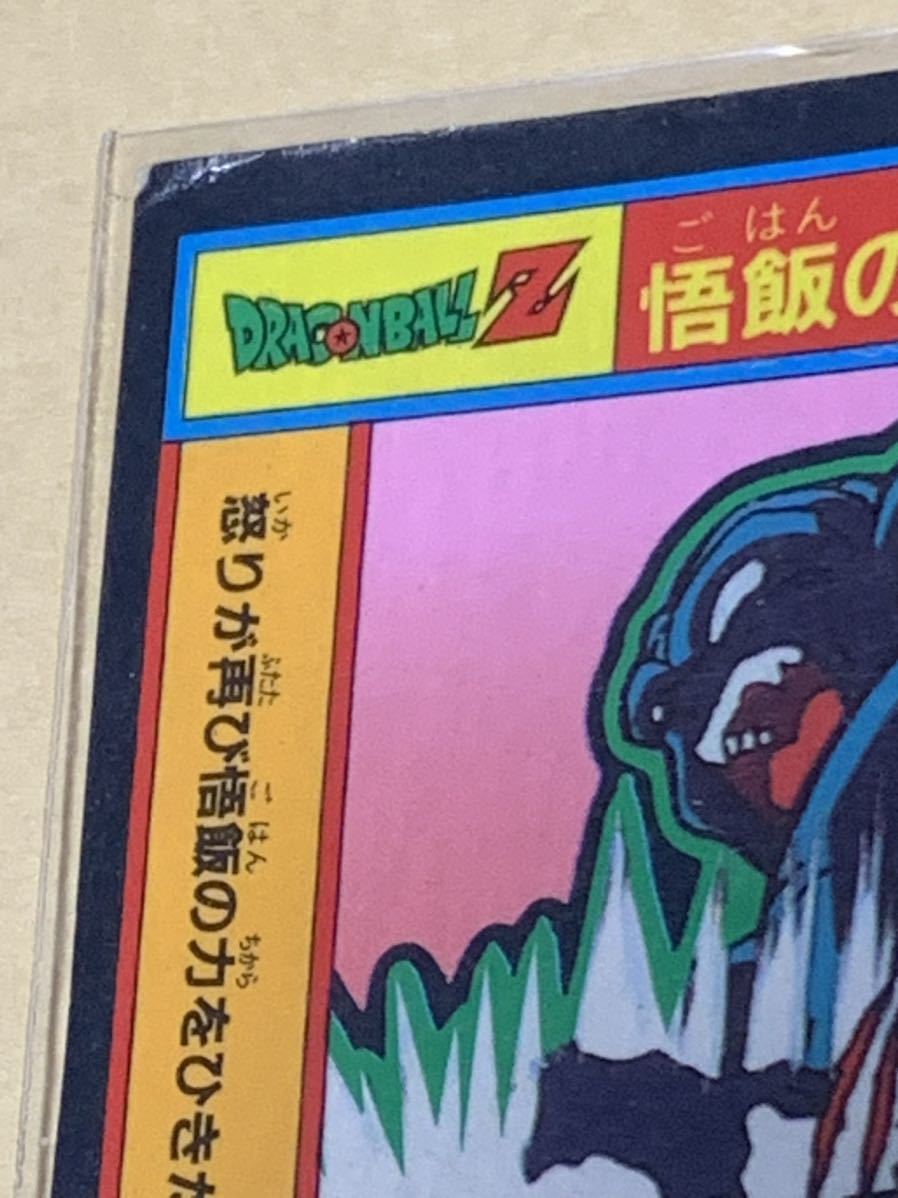 DRAGONBALL Z
ごはん
悟飯の
いか ふたた ごはん ちから
怒りが再び悟飯の力をひきだ